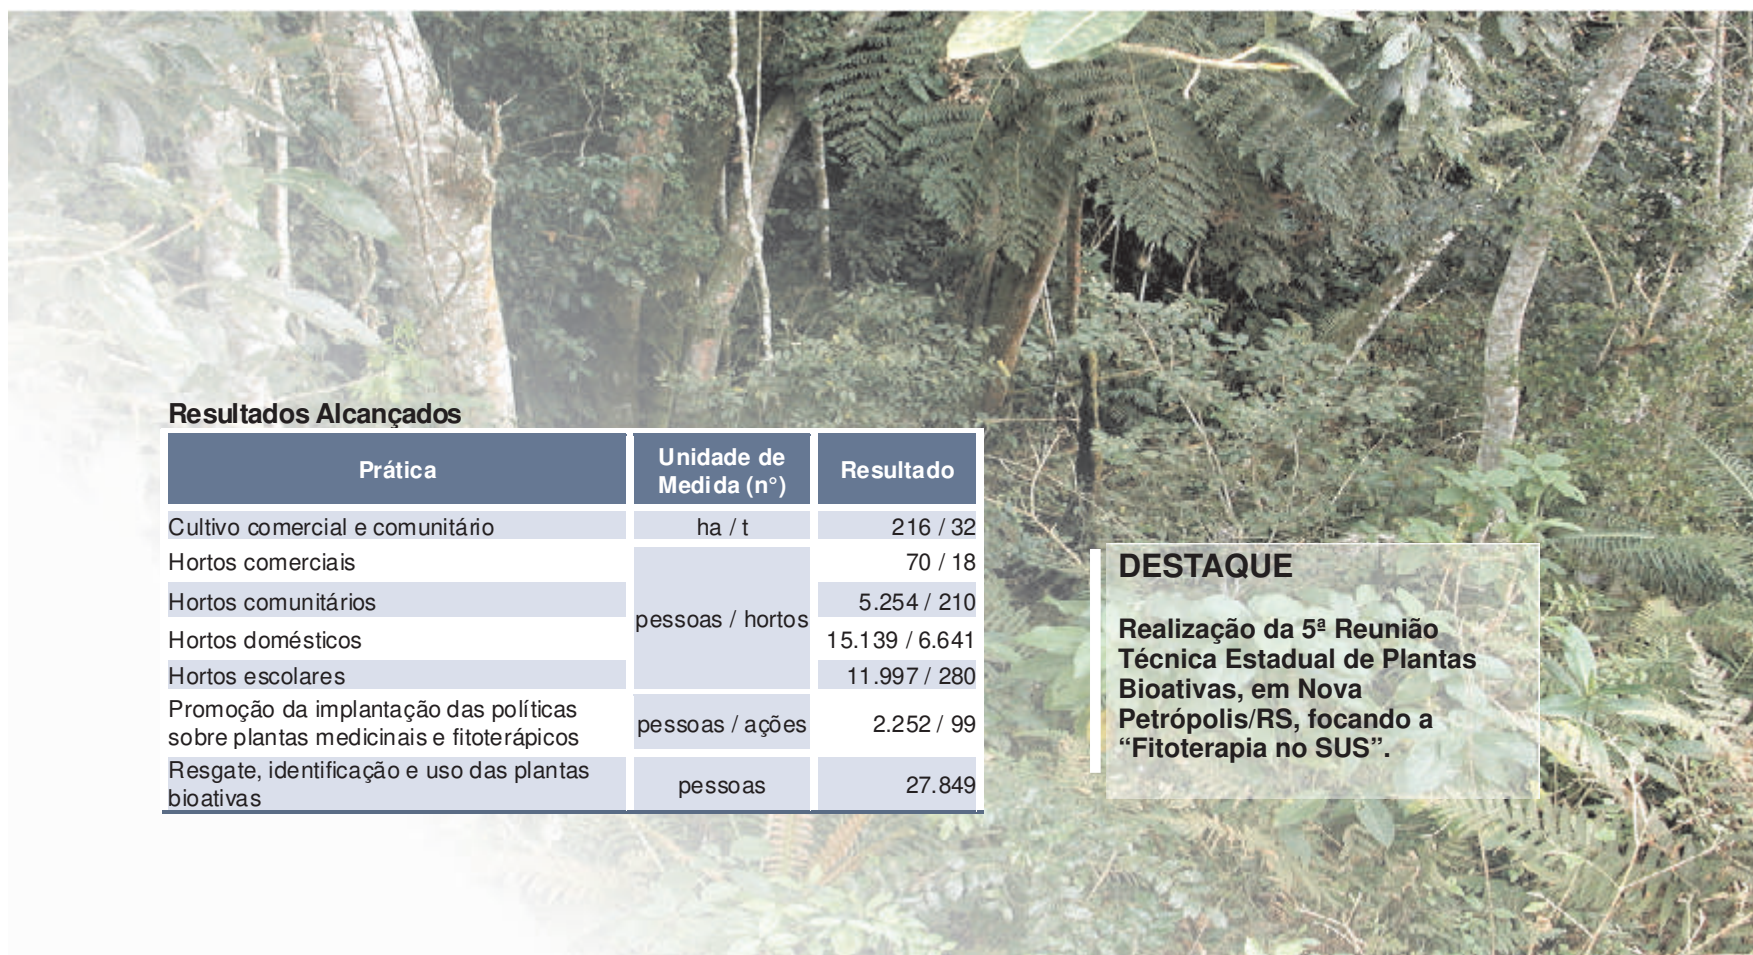 Resultados Alcançados
Prática
Unidade de
Medida (n°)
Resultado
Cultivo comercial e comunitário
ha / t
216 / 32
Hortos comerciais
70 / 18
Hortos comunitários
5.254 / 210
pessoas / hortos
Hortos domésticos
15.139 / 6.641
Hortos escolares
11.997 / 280
Promoção da implantação das políticas
sobre plantas medicinais e fitoterápicos
pessoas / ações
2.252 / 99
Resgate, identificação e uso das plantas
bioativas
pessoas
27.849
DESTAQUE
Realização da 5ª Reunião
Técnica Estadual de Plantas
Bioativas, em Nova
Petrópolis/RS, focando a
“Fitoterapia no SUS”.